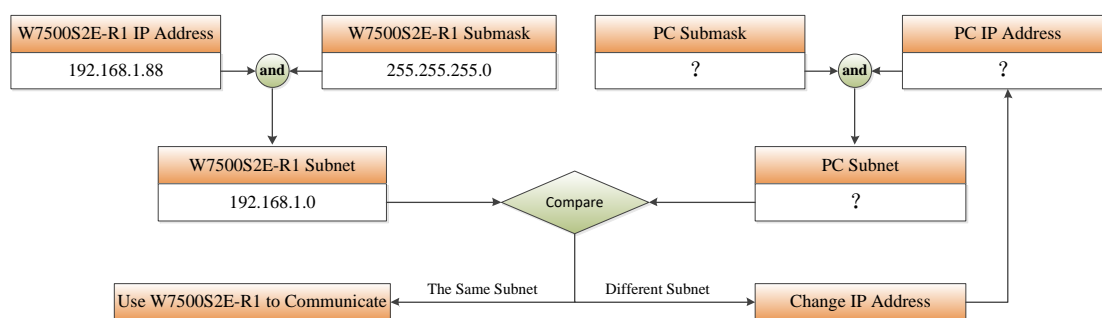 W7500S2E-R1 IP Address
192.168.1.88
and
W7500S2E-R1 Submask
255.255.255.0
PC Submask
?
and
PC IP Address
?
W7500S2E-R1 Subnet
192.168.1.0
Compare
PC Subnet
?
Use W7500S2E-R1 to Communicate
The Same Subnet
Different Subnet
Change IP Address